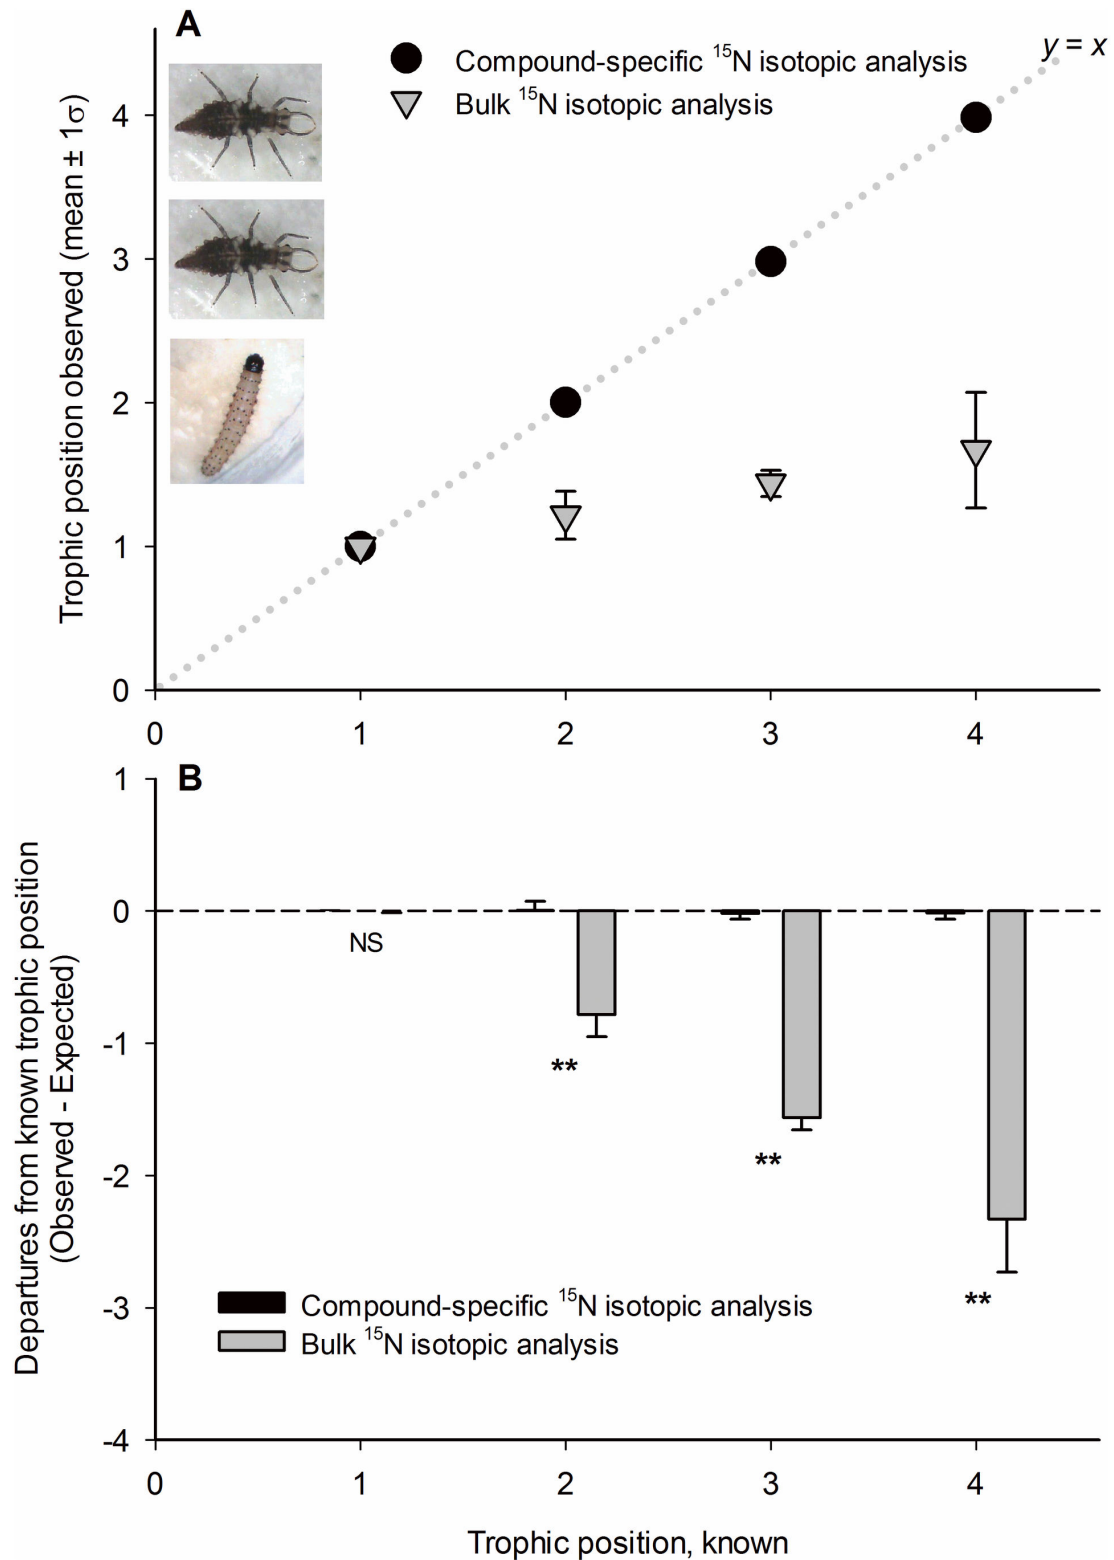 A
y = x
Compound-specific ¹⁵N isotopic analysis
Bulk ¹⁵N isotopic analysis
Trophic position observed (mean ± 1σ)
4
3
2
1
0
0 1 2 3 4
B
1
0
-1
-2
-3
-4
NS
**
**
**
Departures from known trophic position
(Observed - Expected)
Compound-specific ¹⁵N isotopic analysis
Bulk ¹⁵N isotopic analysis
0 1 2 3 4
Trophic position, known